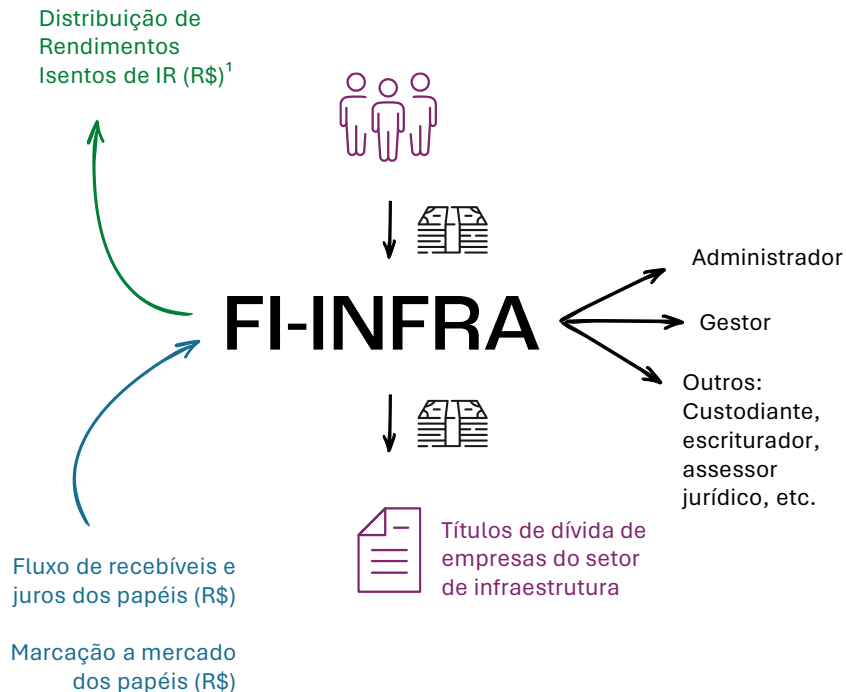 Distribuição de
Rendimentos
Isentos de IR (R$)¹
FI-INFRA
Administrador
Gestor
Outros:
Custodiante,
escriturador,
assessor
jurídico, etc.
Títulos de dívida de
empresas do setor
de infraestrutura
Fluxo de recebíveis e
juros dos papéis (R$)
Marcação a mercado
dos papéis (R$)